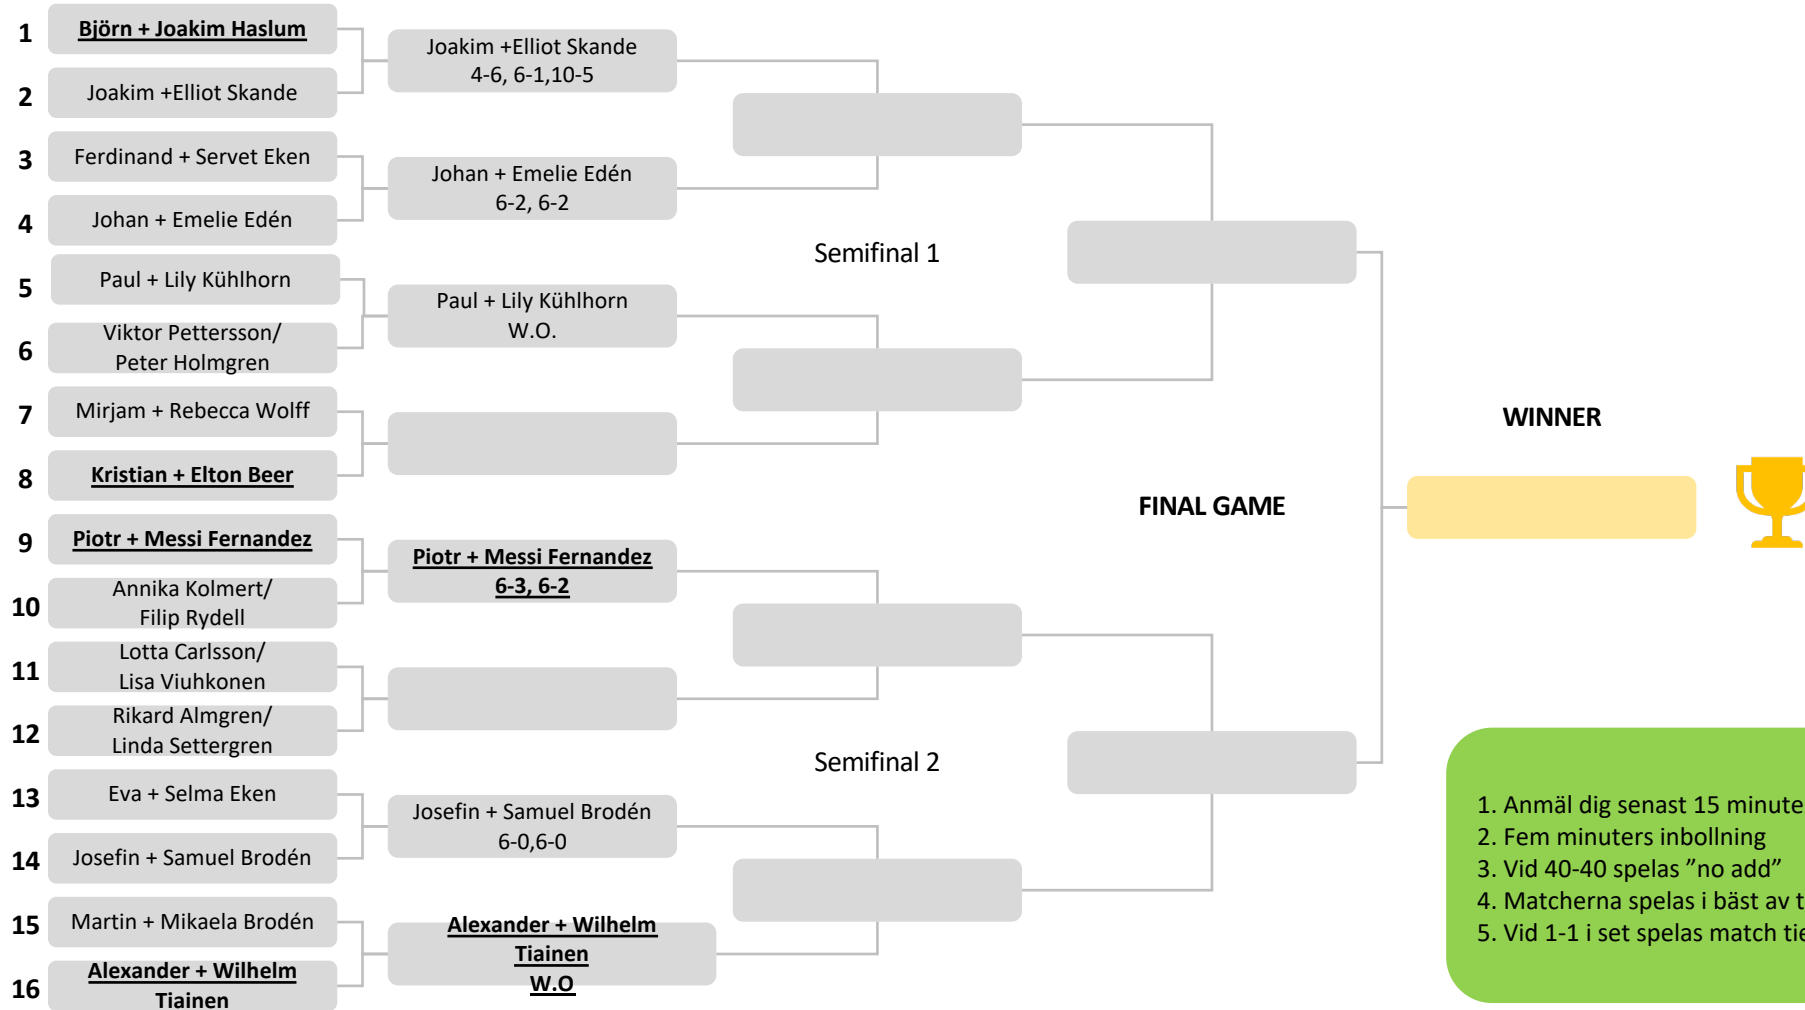 1
Björn + Joakim Haslum
2
Joakim +Elliot Skande
3
Ferdinand + Servet Eken
4
Johan + Emelie Edén
5
Paul + Lily Kühlhorn
6
Viktor Pettersson/
Peter Holmgren
7
Mirjam + Rebecca Wolff
8
Kristian + Elton Beer
9
Piotr + Messi Fernandez
10
Annika Kolmert/
Filip Rydell
11
Lotta Carlsson/
Lisa Viuhkonen
12
Rikard Almgren/
Linda Settergren
13
Eva + Selma Eken
14
Josefin + Samuel Brodén
15
Martin + Mikaela Brodén
16
Alexander + Wilhelm
Tiainen
Joakim +Elliot Skande
4-6, 6-1,10-5
Johan + Emelie Edén
6-2, 6-2
Paul + Lily Kühlhorn
W.O.
Piotr + Messi Fernandez
6-3, 6-2
Josefin + Samuel Brodén
6-0,6-0
Alexander + Wilhelm
Tiainen
W.O
Semifinal 1
Semifinal 2
FINAL GAME
WINNER
1. Anmäl dig senast 15 minute
2. Fem minuters inbollning
3. Vid 40-40 spelas ”no add”
4. Matcherna spelas i bäst av t
5. Vid 1-1 i set spelas match tie